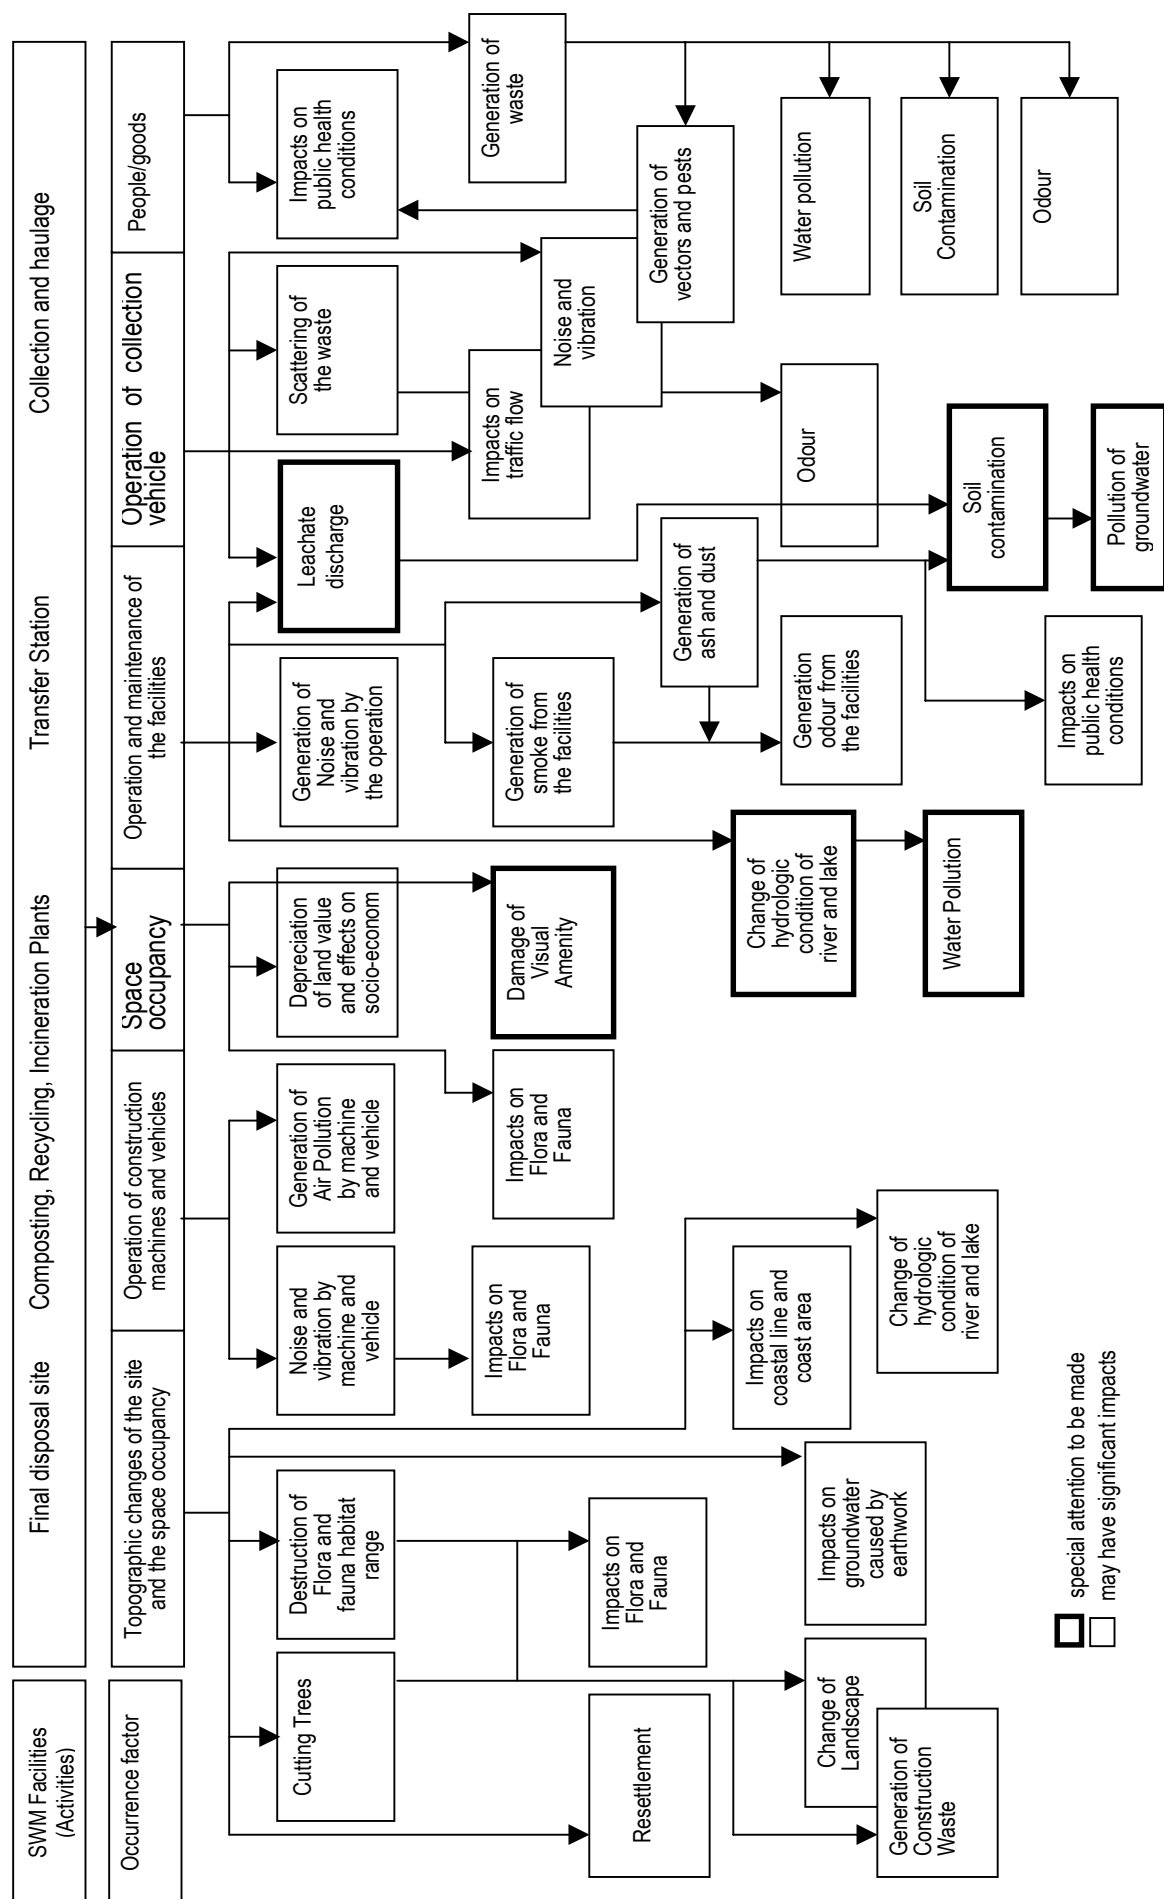 SWM Facilities
(Activities)
Final disposal site
Composting, Recycling, Incineration Plants
Transfer Station
Collection and haulage
Occurrence factor
Topographic changes of the site
and the space occupancy
Operation of construction
machines and vehicles
Space
occupancy
Operation and maintenance of
the facilities
Operation of collection
vehicle
People/goods
Cutting Trees
Destruction of
Flora and
fauna habitat
range
Noise and
vibration by
machine and
vehicle
Generation of
Air Pollution
by machine
and vehicle
Depreciation
of land value
and effects on
socio-econom
Generation of
Noise and
vibration by
the operation
Leachate
discharge
Scattering of
the waste
Impacts on
public health
conditions
Impacts on
Flora and
Fauna
Impacts on
Flora and
Fauna
Damage of
Visual
Amenity
Generation of
smoke from
the facilities
Impacts on
traffic flow
Noise and
vibration
Generation of
waste
Resettlement
Impacts on
Flora and
Fauna
Generation of
ash and dust
Generation of
vectors and pests
Change of
Landscape
Impacts on
groundwater
caused by
earthwork
Impacts on
coastal line and
coast area
Change of
hydrologic
condition of
river and lake
Generation
odour from
the facilities
Odour
Water pollution
Generation of
Construction
Waste
Change of
hydrologic
condition of
river and lake
Water Pollution
Soil
contamination
Soil
Contamination
Impacts on
public health
conditions
Pollution of
groundwater
Odour
special attention to be made
may have significant impacts